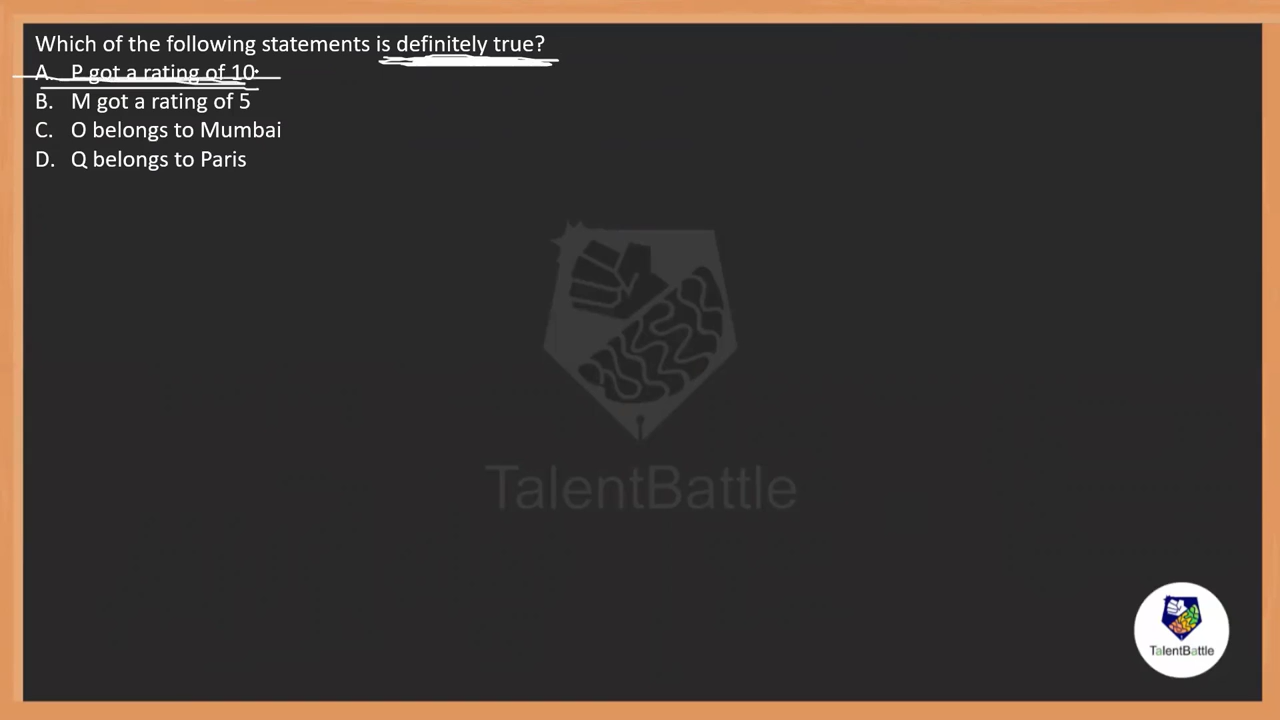 Which of the following statements is definitely true?
A. P got a rating of 10
B. M got a rating of 5
C. O belongs to Mumbai
D. Q belongs to Paris
TalentBattle
TalentBattle